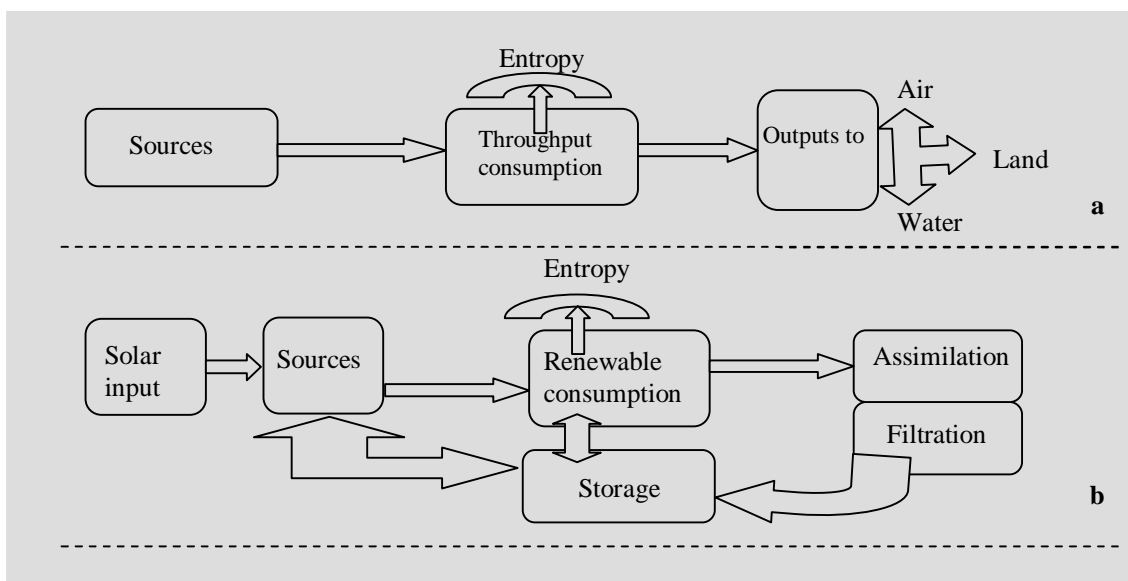 Entropy
Sources
Throughput
consumption
Outputs to
Air
Land
Water
a
Entropy
Solar
input
Sources
Renewable
consumption
Assimilation
Filtration
Storage
b